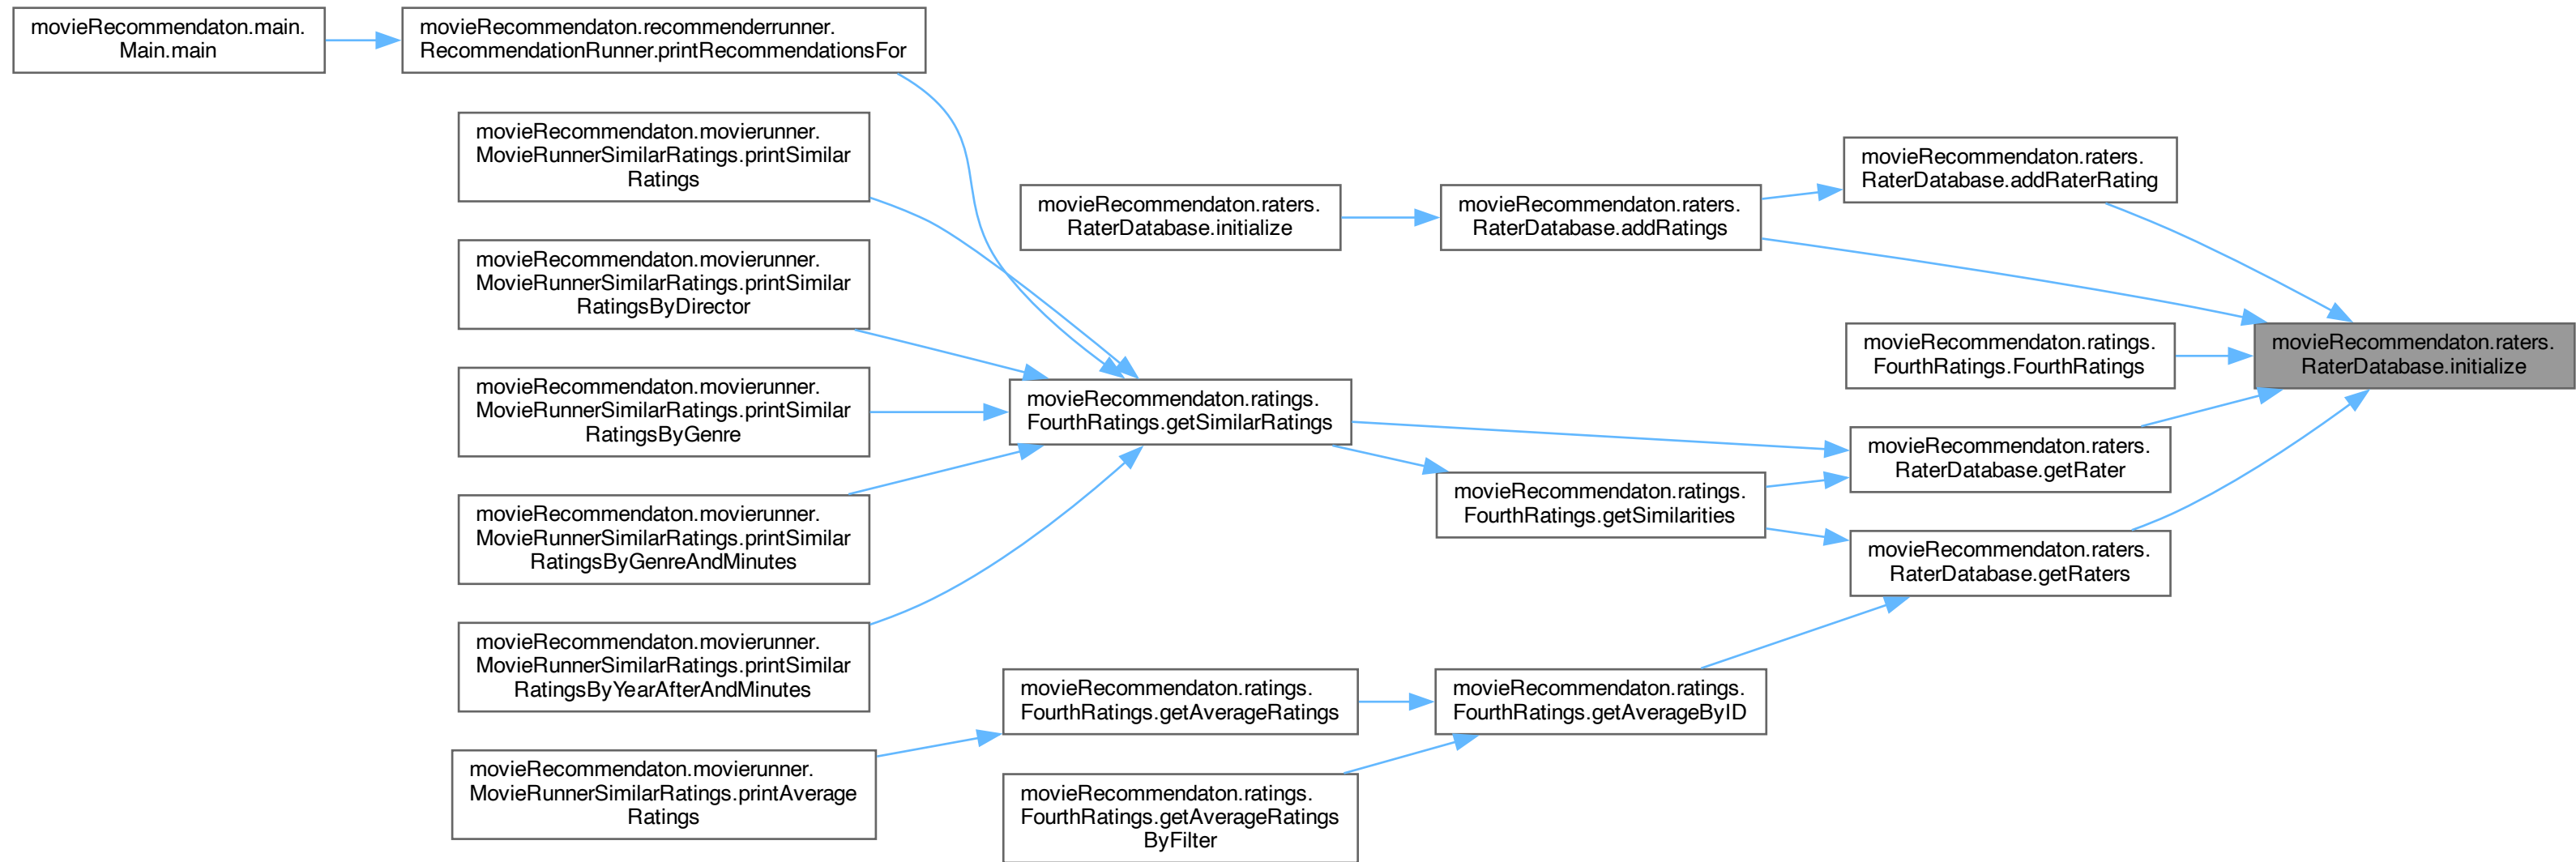 movieRecommendaton.main.
Main.main
movieRecommendaton.recommenderrunner.
RecommendationRunner.printRecommendationsFor
movieRecommendaton.movierunner.
MovieRunnerSimilarRatings.printSimilar
Ratings
movieRecommendaton.movierunner.
MovieRunnerSimilarRatings.printSimilar
RatingsByDirector
movieRecommendaton.movierunner.
MovieRunnerSimilarRatings.printSimilar
RatingsByGenre
movieRecommendaton.movierunner.
MovieRunnerSimilarRatings.printSimilar
RatingsByGenreAndMinutes
movieRecommendaton.movierunner.
MovieRunnerSimilarRatings.printSimilar
RatingsByYearAfterAndMinutes
movieRecommendaton.movierunner.
MovieRunnerSimilarRatings.printAverage
Ratings
movieRecommendaton.raters.
RaterDatabase.initialize
movieRecommendaton.ratings.
FourthRatings.getSimilarRatings
movieRecommendaton.ratings.
FourthRatings.getAverageRatings
movieRecommendaton.ratings.
FourthRatings.getAverageRatings
ByFilter
movieRecommendaton.raters.
RaterDatabase.addRatings
movieRecommendaton.ratings.
FourthRatings.getSimilarities
movieRecommendaton.ratings.
FourthRatings.getAverageByID
movieRecommendaton.raters.
RaterDatabase.addRaterRating
movieRecommendaton.ratings.
FourthRatings.FourthRatings
movieRecommendaton.raters.
RaterDatabase.getRater
movieRecommendaton.raters.
RaterDatabase.getRaters
movieRecommendaton.raters.
RaterDatabase.initialize